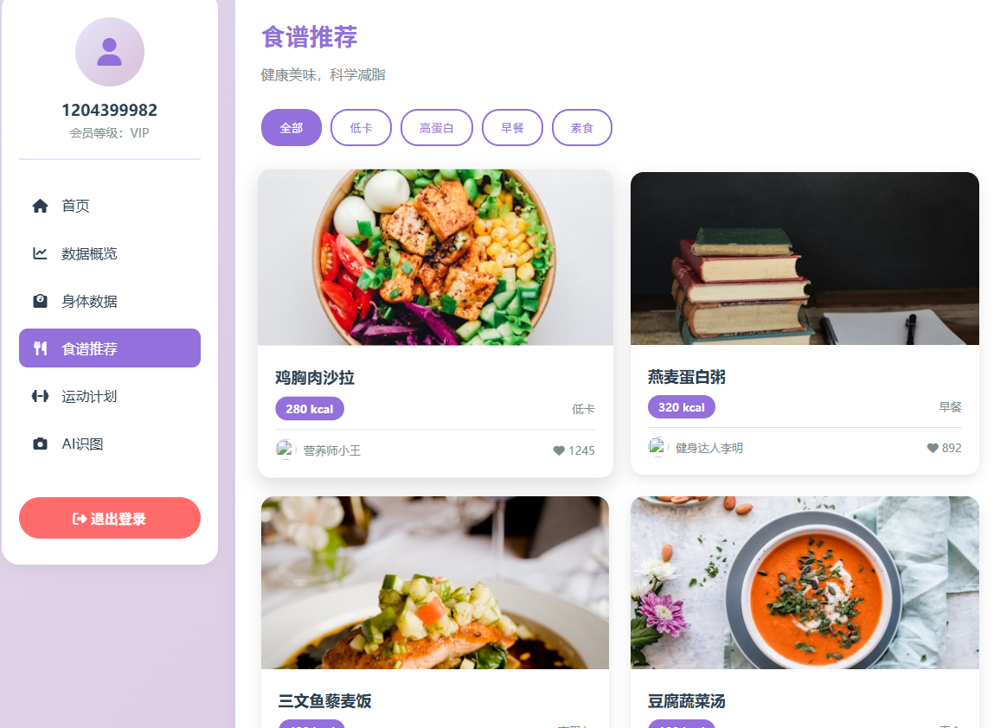 1204399982
会员等级：VIP
首页
数据概览
身体数据
食谱推荐
运动计划
AI识图
退出登录
食谱推荐
健康美味，科学减脂
全部 低卡 高蛋白 早餐 素食
鸡胸肉沙拉
280 kcal 低卡
营养师小王 1245
燕麦蛋白粥
320 kcal 早餐
健身达人李明 892
三文鱼藜麦饭
豆腐蔬菜汤